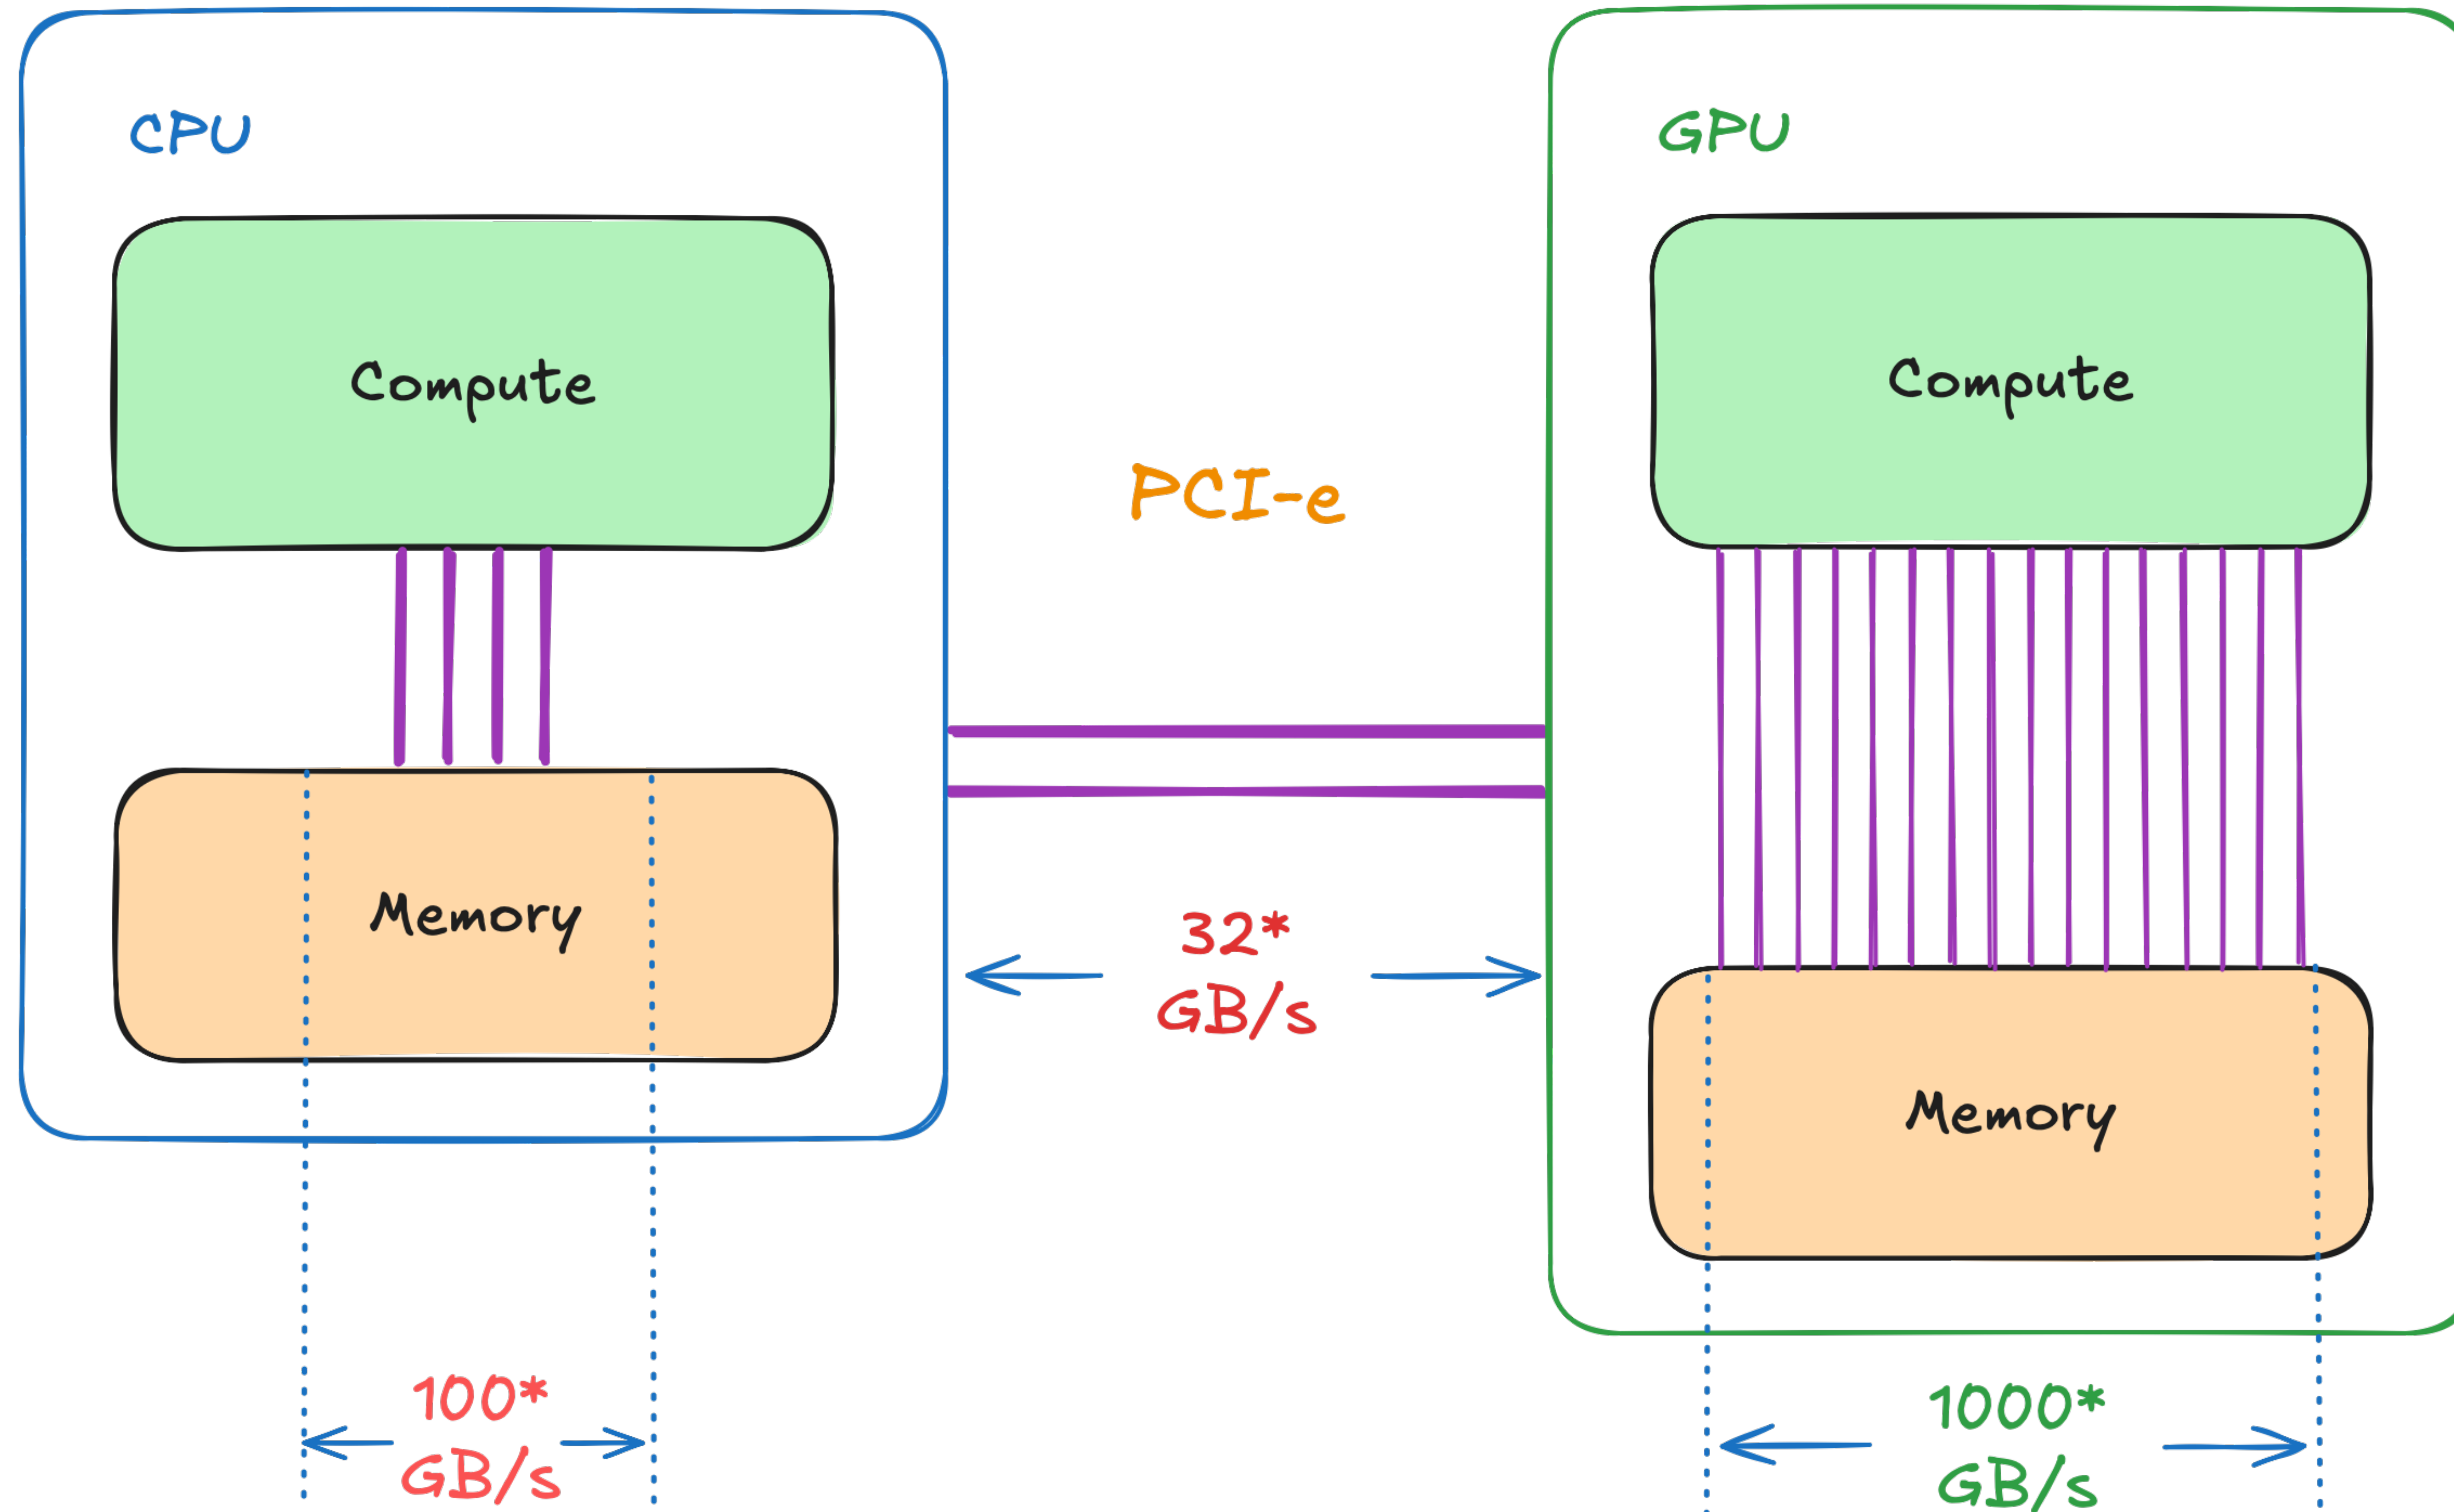 CPU
Compute
Memory
100*
GB/s
PCI-e
32*
GB/s
GPU
Compute
Memory
1000*
GB/s